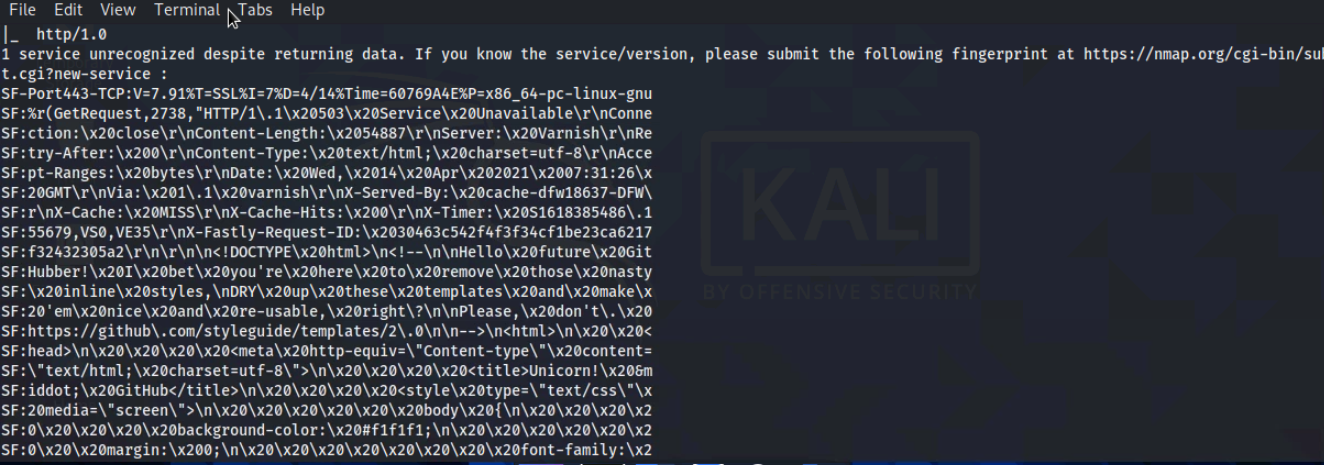 File Edit View Terminal Tabs Help
|_  http/1.0
1 service unrecognized despite returning data. If you know the service/version, please submit the following fingerprint at https://nmap.org/cgi-bin/su
t.cgi?new-service :
SF-Port443-TCP:V=7.91%T=SSL%I=7%D=4/14%Time=60769A4E%P=x86_64-pc-linux-gnu
SF:%r(GetRequest,2738,"HTTP/1\.1\x20503\x20Service\x20Unavailable\r\nConne
SF:ction:\x20close\r\nContent-Length:\x2054887\r\nServer:\x20Varnish\r\nRe
SF:try-After:\x200\r\nContent-Type:\x20text/html;\x20charset=utf-8\r\nAcce
SF:pt-Ranges:\x20bytes\r\nDate:\x20Wed,\x2014\x20Apr\x202021\x2007:31:26\x
SF:20GMT\r\nVia:\x201\.1\x20varnish\r\nX-Served-By:\x20cache-dfw18637-DFW\
SF:r\nX-Cache:\x20MISS\r\nX-Cache-Hits:\x200\r\nX-Timer:\x20S1618385486\.1
SF:55679,VS0,VE35\r\nX-Fastly-Request-ID:\x2030463c542f4f3f34cf1be23ca6217
SF:f32432305a2\r\n\r\n\n<!DOCTYPE\x20html>\n<!--\n\nHello\x20future\x20Git
SF:Hubber!\x20I\x20bet\x20you're\x20here\x20to\x20remove\x20those\x20nasty
SF:\x20inline\x20styles,\nDRY\x20up\x20these\x20templates\x20and\x20make\x
SF:20'em\x20nice\x20and\x20re-usable,\x20right\?\n\nPlease,\x20don't\.\x20
SF:https://github\.com/styleguide/templates/2\.0\n\n-->\n<html>\n\x20\x20<
SF:head>\n\x20\x20\x20\x20<meta\x20http-equiv=\"Content-type\"\x20content=
SF:\"text/html;\x20charset=utf-8\">\n\x20\x20\x20\x20<title>Unicorn!\x20&m
SF:iddot;\x20GitHub</title>\n\x20\x20\x20\x20<style\x20type=\"text/css\"\x
SF:20media=\"screen\">\n\x20\x20\x20\x20\x20\x20body\x20{\n\x20\x20\x20\x2
SF:0\x20\x20\x20\x20background-color:\x20#f1f1f1;\n\x20\x20\x20\x20\x20\x2
SF:0\x20\x20margin:\x200;\n\x20\x20\x20\x20\x20\x20\x20\x20font-family:\x2
KALI
BY OFFENSIVE SECURITY